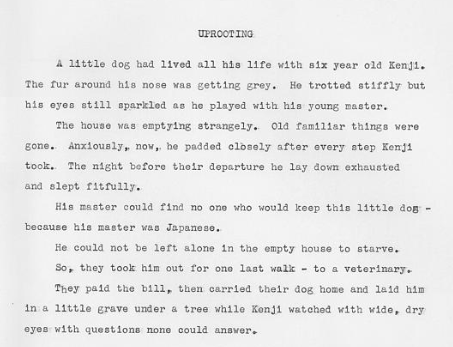 UPROOTING
A little dog had lived all his life with six year old Kenji.
The fur around his nose was getting grey. He trotted stiffly but
his eyes still sparkled as he played with his young master.
The house was emptying strangely. Old familiar things were
gone. Anxiously, now, he padded closely after every step Kenji
took. The night before their departure he lay down exhausted
and slept fitfully.
His master could find no one who would keep this little dog -
because his master was Japanese.
He could not be left alone in the empty house to starve.
So, they took him out for one last walk - to a veterinary.
They paid the bill, then carried their dog home and laid him
in a little grave under a tree while Kenji watched with wide, dry
eyes with questions none could answer.